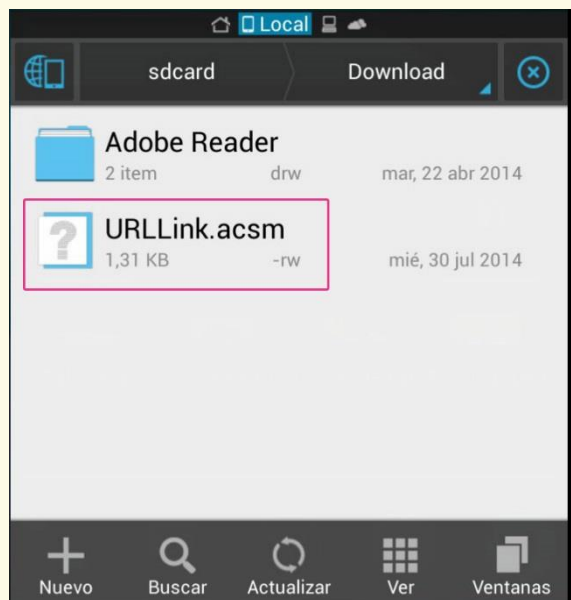 Local
sdcard Download
Adobe Reader
2 item drw mar, 22 abr 2014
?
URLLink.acsm
1,31 KB -rw mié, 30 jul 2014
Nuevo Buscar Actualizar Ver Ventanas